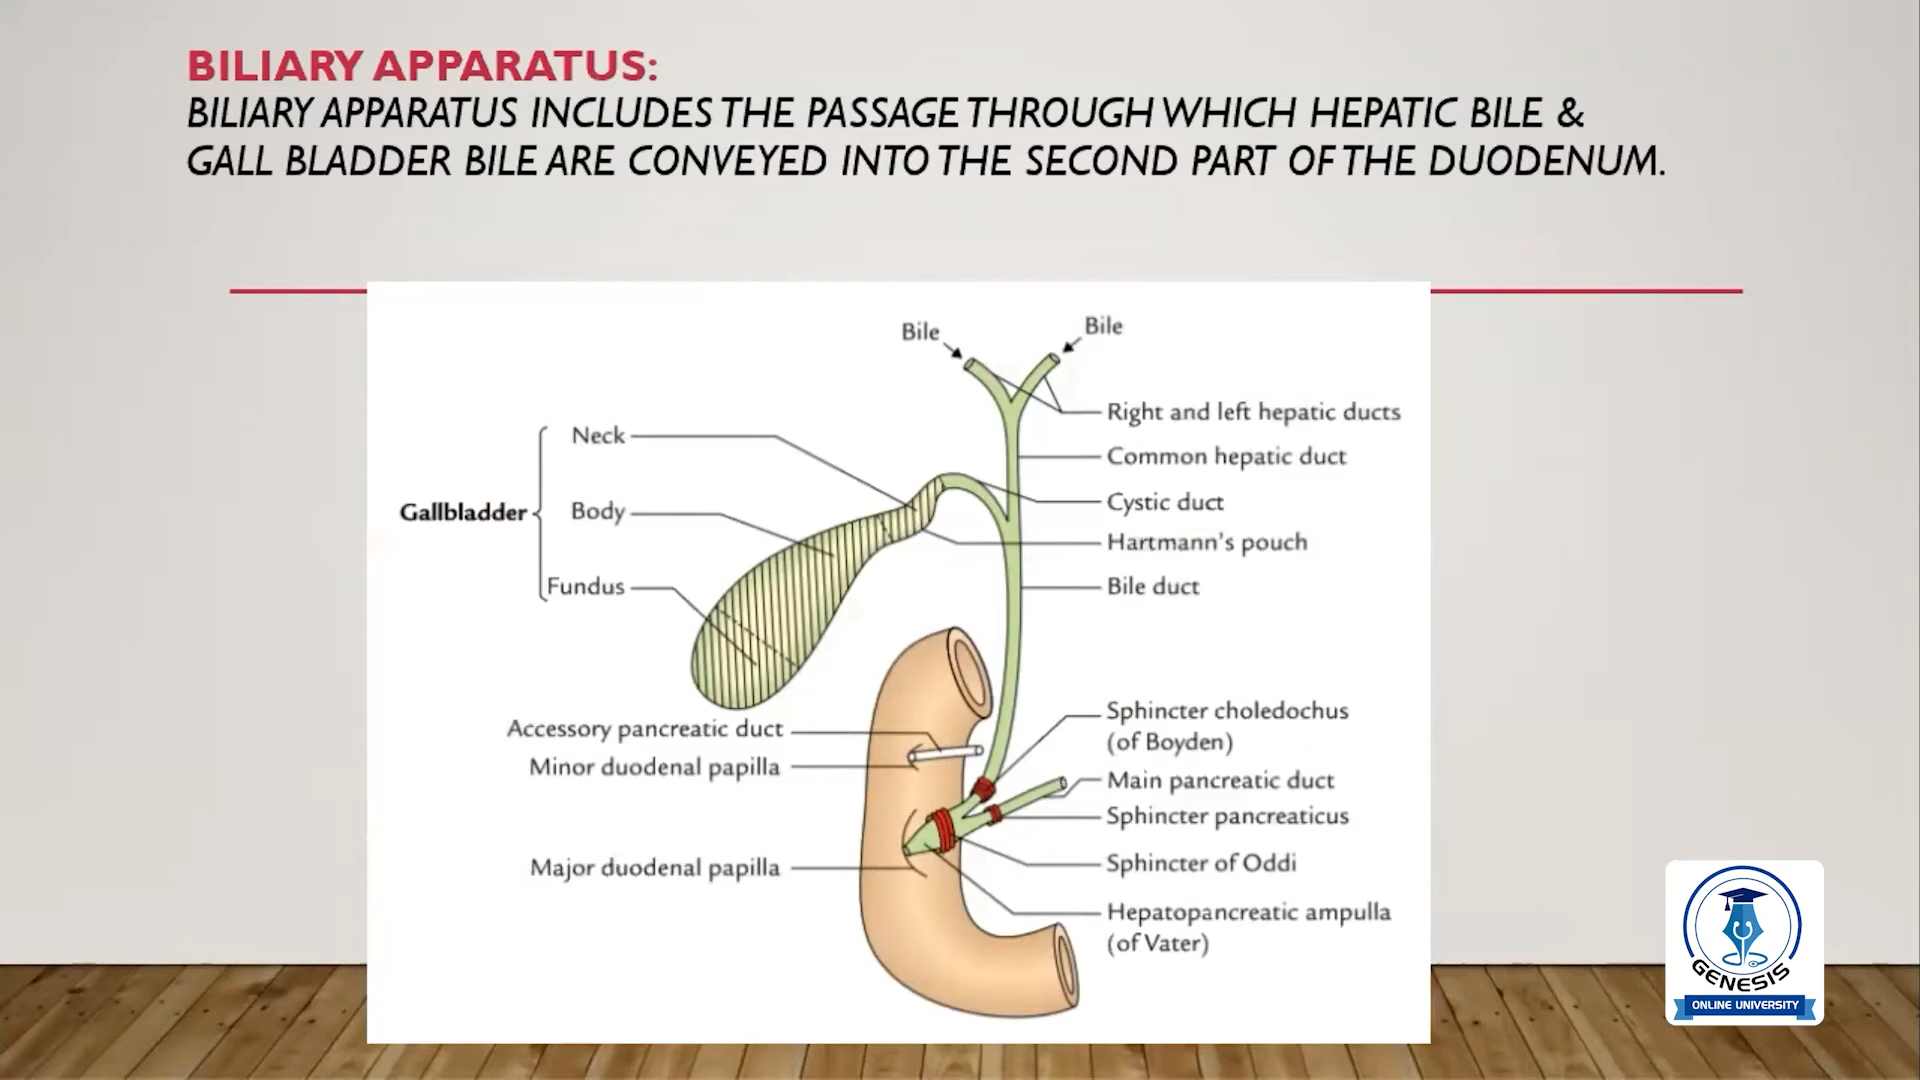 BILIARY APPARATUS:
BILIARY APPARATUS INCLUDES THE PASSAGE THROUGH WHICH HEPATIC BILE &
GALL BLADDER BILE ARE CONVEYED INTO THE SECOND PART OF THE DUODENUM.
Bile
Bile
Right and left hepatic ducts
Neck
Common hepatic duct
Cystic duct
Gallbladder
Body
Hartmann's pouch
Fundus
Bile duct
Sphincter choledochus
(of Boyden)
Accessory pancreatic duct
Minor duodenal papilla
Main pancreatic duct
Sphincter pancreaticus
Major duodenal papilla
Sphincter of Oddi
Hepatopancreatic ampulla
(of Vater)
GENESIS
ONLINE UNIVERSITY